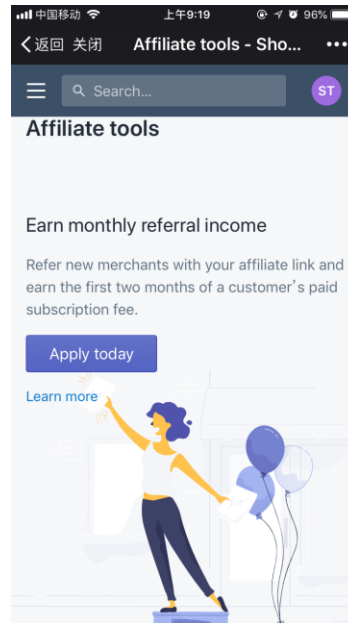 中国移动 上午9:19 96%
返回 关闭 Affiliate tools - Sho...
Search... ST
Affiliate tools
Earn monthly referral income
Refer new merchants with your affiliate link and
earn the first two months of a customer's paid
subscription fee.
Apply today
Learn more